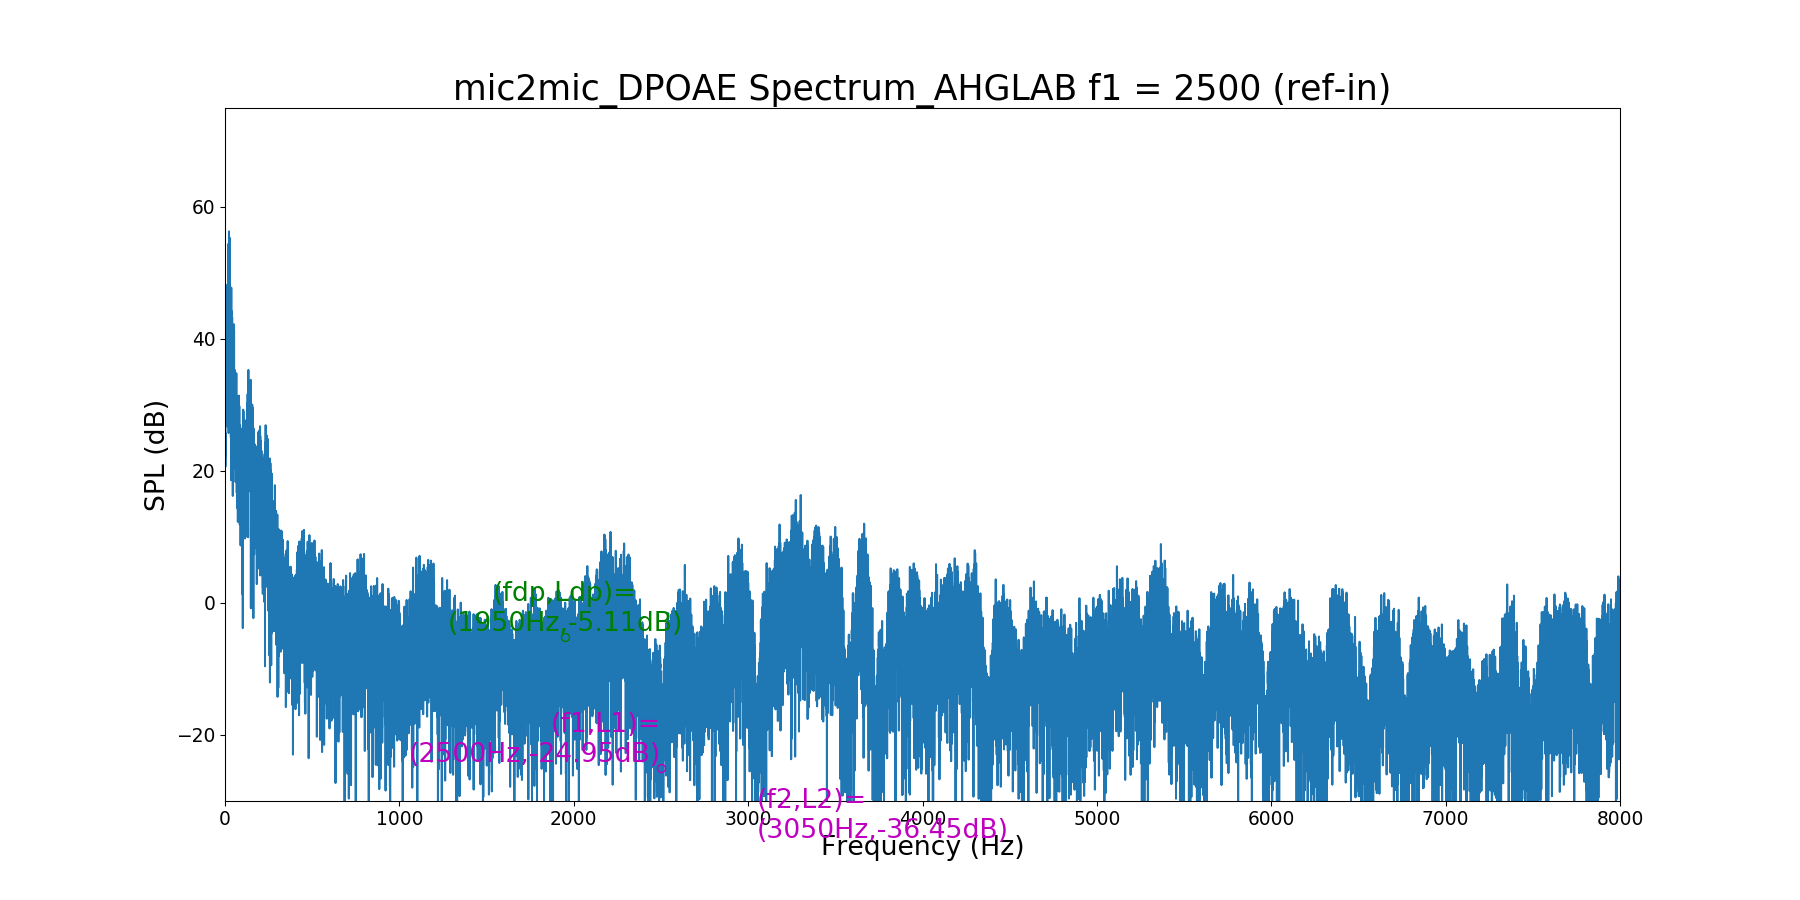 mic2mic_DPOAE Spectrum_AHGLAB f1 = 2500 (ref-in)
SPL (dB)
60
40
20
0
−20
(fdp,Ldp)=
(1950Hz,-5.11dB)
(f1,L1)=
(2500Hz,-24.95dB)
(f2,L2)=
(3050Hz,-36.45dB)
0 1000 2000 3000 4000 5000 6000 7000 8000
Frequency (Hz)